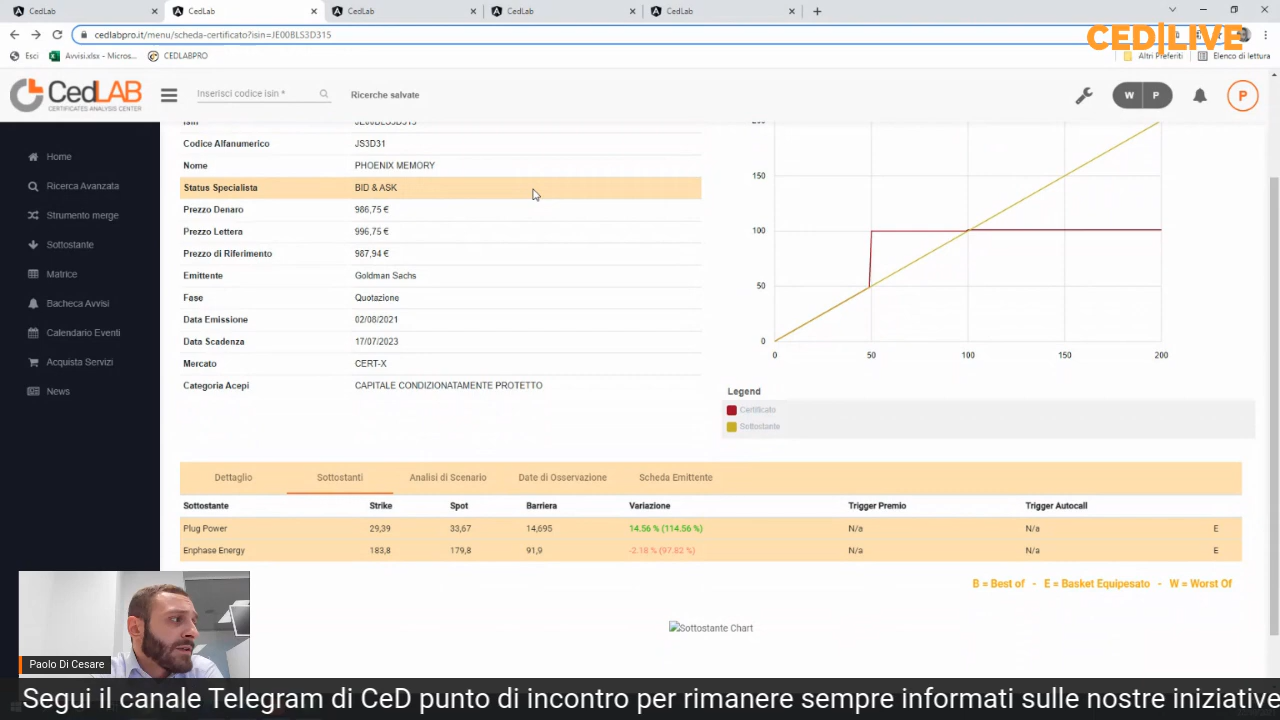 CedLab CedLab CedLab CedLab CedLab
cedlabpro.it/menu/scheda-certificato?isin=JE00BLS3D315
CED|LIVE
Esci Avvisi.xlsx - Micros... CEDLABPRO Altri Preferiti Elenco di lettura
CedLAB
CERTIFICATES ANALYSIS CENTER
Inserisci codice isin * Ricerche salvate W P P
Home
Ricerca Avanzata
Strumento merge
Sottostante
Matrice
Bacheca Avvisi
Calendario Eventi
Acquista Servizi
News
Isin JE00BLS3D315
Codice Alfanumerico JS3D31
Nome PHOENIX MEMORY
Status Specialista BID & ASK
Prezzo Denaro 986,75 €
Prezzo Lettera 996,75 €
Prezzo di Riferimento 987,94 €
Emittente Goldman Sachs
Fase Quotazione
Data Emissione 02/08/2021
Data Scadenza 17/07/2023
Mercato CERT-X
Categoria Acepi CAPITALE CONDIZIONATAMENTE PROTETTO
200
150
100
50
0
0 50 100 150 200
Legend
Certificato
Sottostante
Dettaglio Sottostanti Analisi di Scenario Date di Osservazione Scheda Emittente
Sottostante Strike Spot Barriera Variazione Trigger Premio Trigger Autocall
Plug Power 29,39 33,67 14,695 14.56 % (114.56 %) N/a N/a E
Enphase Energy 183,8 179,8 91,9 -2.18 % (97.82 %) N/a N/a E
B = Best of - E = Basket Equipesato - W = Worst Of
Sottostante Chart
Paolo Di Cesare
Segui il canale Telegram di CeD punto di incontro per rimanere sempre informati sulle nostre iniziative